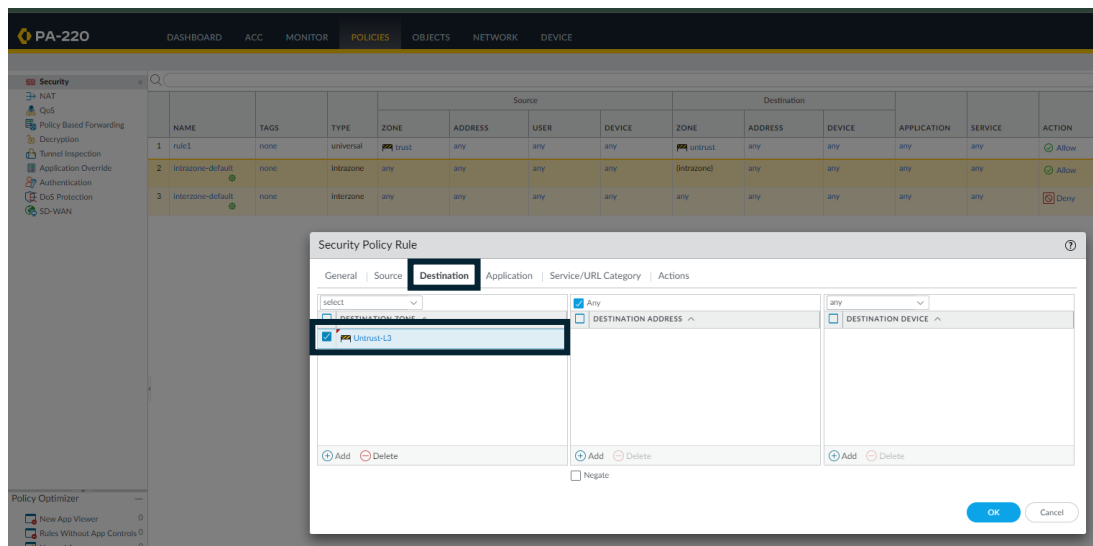 PA-220 DASHBOARD ACC MONITOR POLICIES OBJECTS NETWORK DEVICE
Security
NAT
QoS
Policy Based Forwarding
Decryption
Tunnel Inspection
Application Override
Authentication
DoS Protection
SD-WAN
Source Destination
NAME TAGS TYPE ZONE ADDRESS USER DEVICE ZONE ADDRESS DEVICE APPLICATION SERVICE ACTION
1 rule1 none universal trust any any any untrust any any any any Allow
2 intrazone-default none intrazone any any any any (intrazone) any any any any Allow
3 interzone-default none interzone any any any any any any any any any Deny
Security Policy Rule
General | Source Destination Application | Service/URL Category | Actions
select Any any
DESTINATION ZONE DESTINATION ADDRESS DESTINATION DEVICE
Untrust-L3
Add Delete Add Delete Add Delete
Negate
OK Cancel
Policy Optimizer
New App Viewer 0
Rules Without App Controls 0